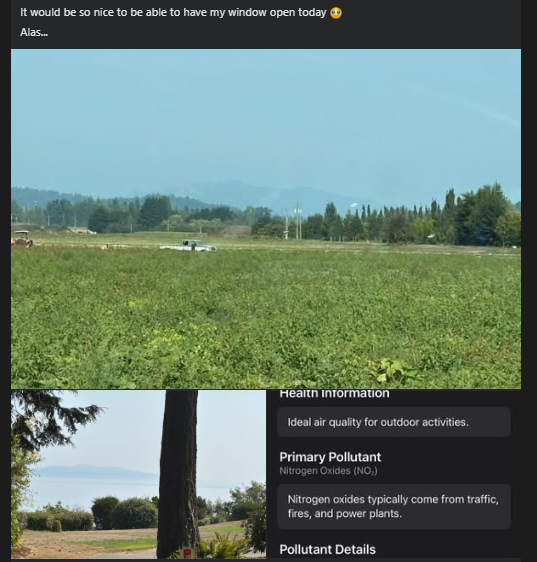 It would be so nice to be able to have my window open today 🥹
Alas...
Health Information
Ideal air quality for outdoor activities.
Primary Pollutant
Nitrogen Oxides (NO₂)
Nitrogen oxides typically come from traffic,
fires, and power plants.
Pollutant Details